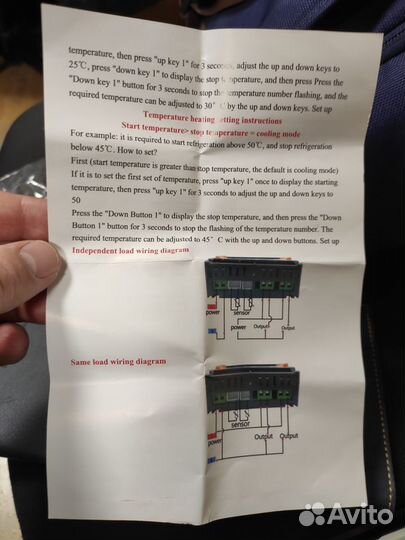 temperature, then press "up key 1" for 3 seconds, adjust the up and down keys to
25℃, press "down key 1" to display the stop temperature, and then press Press the
"Down key 1" button for 3 seconds to stop the temperature number flashing, and the
required temperature can be adjusted to 30° C by the up and down keys. Set up
Temperature heating setting instructions
Start temperature> stop temperature = cooling mode
For example: it is required to start refrigeration above 50℃, and stop refrigeration
below 45℃. How to set?
First (start temperature is greater than stop temperature, the default is cooling mode)
If it is to set the first set of temperature, press "up key 1" once to display the starting
temperature, then press "up key 1" for 3 seconds to adjust the up and down keys to
50
Press the "Down Button 1" to display the stop temperature, and then press the "Down
Button 1" button for 3 seconds to stop the flashing of the temperature number. The
required temperature can be adjusted to 45° C with the up and down buttons. Set up
Independent load wiring diagram
power sensor
power Outputs Output
Same load wiring diagram
sensor
power Output Output
Avito